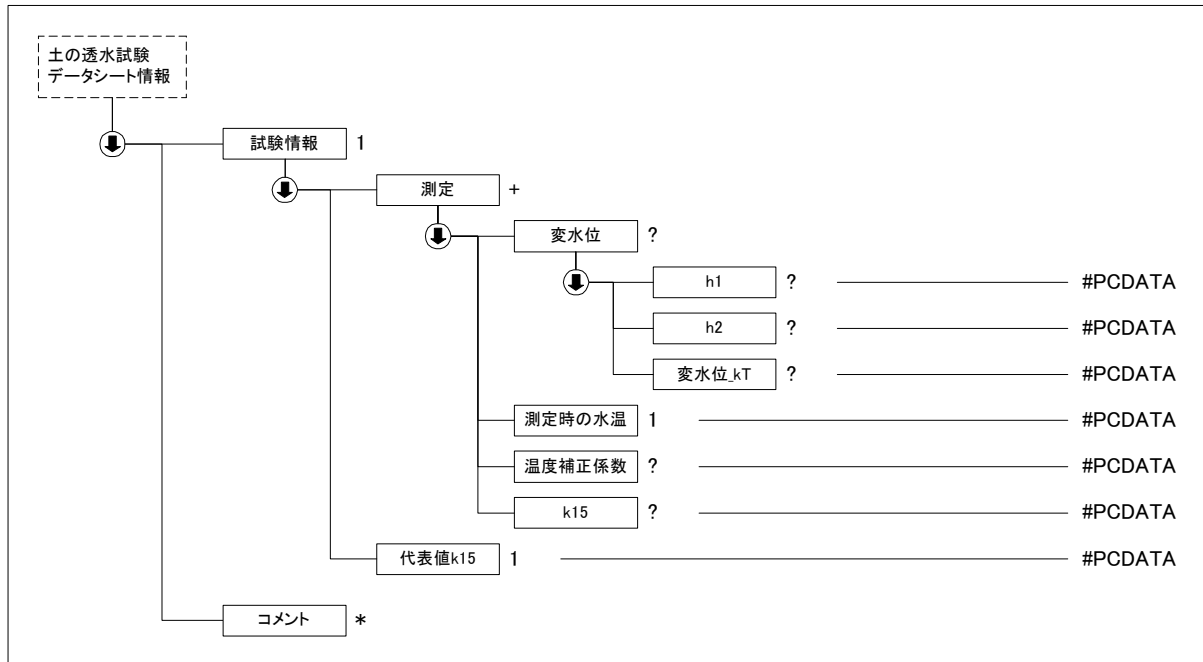 土の透水試験
データシート情報
試験情報 1
測定 +
変水位 ?
h1 ? #PCDATA
h2 ? #PCDATA
変水位_kT ? #PCDATA
測定時の水温 1 #PCDATA
温度補正係数 ? #PCDATA
k15 ? #PCDATA
代表値k15 1 #PCDATA
コメント *